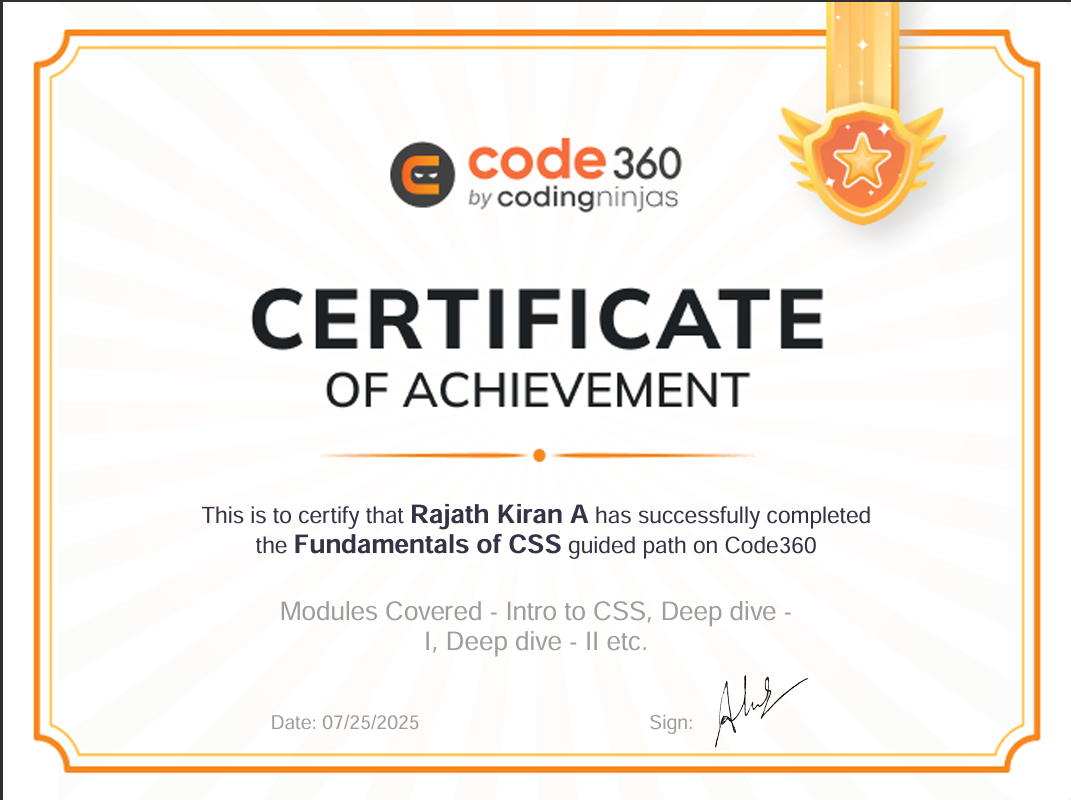 code 360
by codingninjas
CERTIFICATE
OF ACHIEVEMENT
This is to certify that Rajath Kiran A has successfully completed
the Fundamentals of CSS guided path on Code360
Modules Covered - Intro to CSS, Deep dive -
I, Deep dive - II etc.
Date: 07/25/2025
Sign: